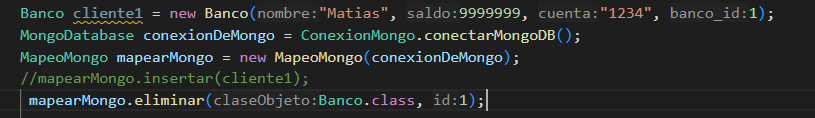 Banco cliente1 = new Banco(nombre:"Matias", saldo:9999999, cuenta:"1234", banco_id:1);
MongoDatabase conexionDeMongo = ConexionMongo.conectarMongoDB();
MapeoMongo mapearMongo = new MapeoMongo(conexionDeMongo);
//mapearMongo.insertar(cliente1);
mapearMongo.eliminar(claseObjeto:Banco.class, id:1);